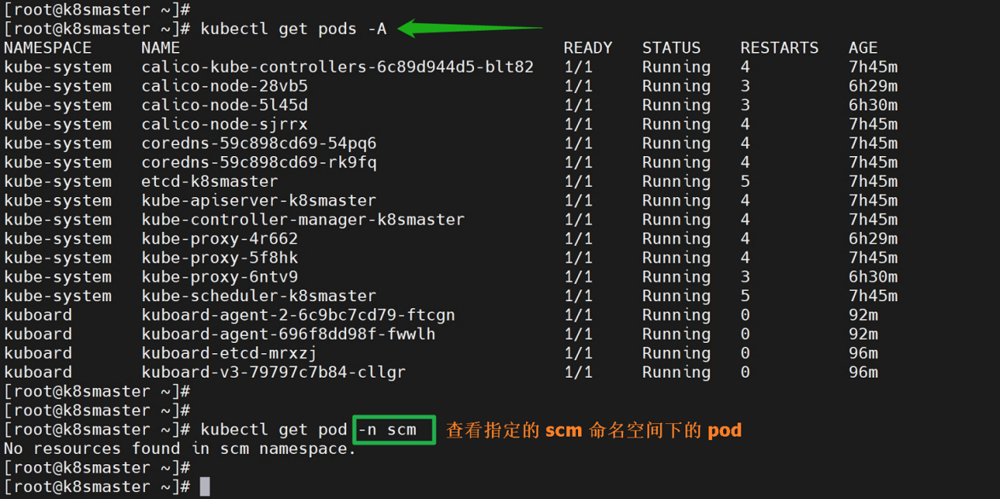 [root@k8smaster ~]#
[root@k8smaster ~]# kubectl get pods -A
NAMESPACE NAME READY STATUS RESTARTS AGE
kube-system calico-kube-controllers-6c89d944d5-blt82 1/1 Running 4 7h45m
kube-system calico-node-28vb5 1/1 Running 3 6h29m
kube-system calico-node-5l45d 1/1 Running 3 6h30m
kube-system calico-node-sjrrx 1/1 Running 4 7h45m
kube-system coredns-59c898cd69-54pq6 1/1 Running 4 7h45m
kube-system coredns-59c898cd69-rk9fq 1/1 Running 4 7h45m
kube-system etcd-k8smaster 1/1 Running 5 7h45m
kube-system kube-apiserver-k8smaster 1/1 Running 4 7h45m
kube-system kube-controller-manager-k8smaster 1/1 Running 4 7h45m
kube-system kube-proxy-4r662 1/1 Running 4 6h29m
kube-system kube-proxy-5f8hk 1/1 Running 4 7h45m
kube-system kube-proxy-6ntv9 1/1 Running 3 6h30m
kube-system kube-scheduler-k8smaster 1/1 Running 5 7h45m
kuboard kuboard-agent-2-6c9bc7cd79-ftcgn 1/1 Running 0 92m
kuboard kuboard-agent-696f8dd98f-fwwlh 1/1 Running 0 92m
kuboard kuboard-etcd-mrxzj 1/1 Running 0 96m
kuboard kuboard-v3-79797c7b84-cllgr 1/1 Running 0 96m
[root@k8smaster ~]#
[root@k8smaster ~]#
[root@k8smaster ~]# kubectl get pod -n scm 查看指定的 scm 命名空间下的 pod
No resources found in scm namespace.
[root@k8smaster ~]#
[root@k8smaster ~]#